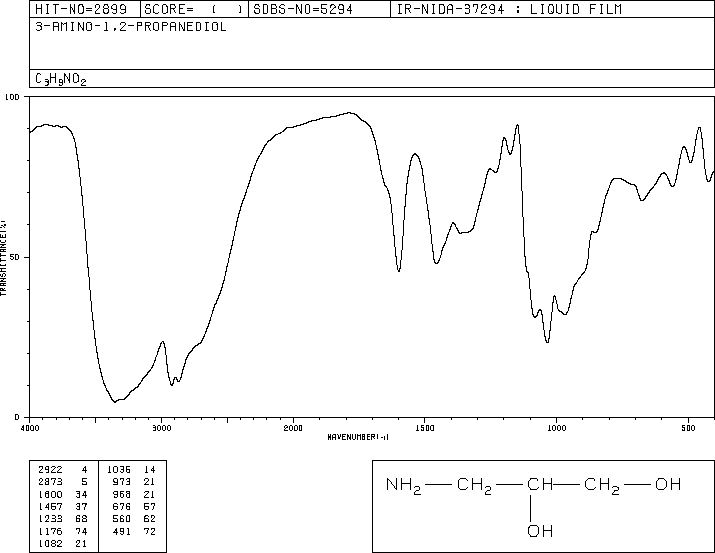 HIT-NO=2899 SCORE= ( ) SDBS-NO=5294 IR-NIDA-37294 : LIQUID FILM
3-AMINO-1,2-PROPANEDIOL
C₃H₉NO₂
100
TRANSMITTANCE(%)
50
0
4000 3000 2000 1500 1000 500
WAVENUMBER(-1)
2922 4 1036 14
2873 5 973 21
1600 34 968 21
1457 37 676 67
1233 68 560 62
1176 74 491 72
1082 21
NH₂—CH₂—CH—CH₂—OH
OH